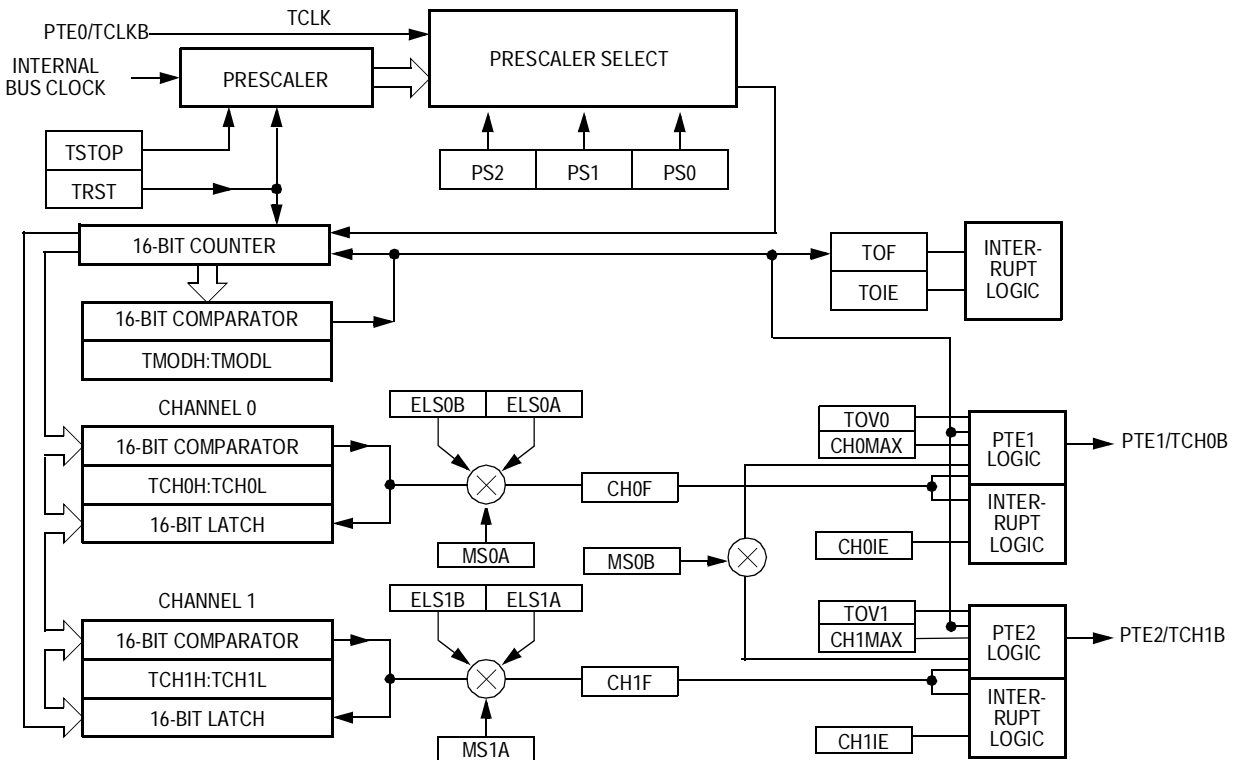 TCLK
PTE0/TCLKB
INTERNAL
BUS CLOCK
PRESCALER
PRESCALER SELECT
TSTOP
TRST
PS2
PS1
PS0
16-BIT COUNTER
TOF
TOIE
INTER-
RUPT
LOGIC
16-BIT COMPARATOR
TMODH:TMODL
CHANNEL 0
ELS0B
ELS0A
16-BIT COMPARATOR
TCH0H:TCH0L
16-BIT LATCH
MS0A
CH0F
MS0B
TOV0
CH0MAX
PTE1
LOGIC
PTE1/TCH0B
INTER-
RUPT
LOGIC
CH0IE
CHANNEL 1
ELS1B
ELS1A
16-BIT COMPARATOR
TCH1H:TCH1L
16-BIT LATCH
MS1A
CH1F
TOV1
CH1MAX
PTE2
LOGIC
PTE2/TCH1B
INTER-
RUPT
LOGIC
CH1IE